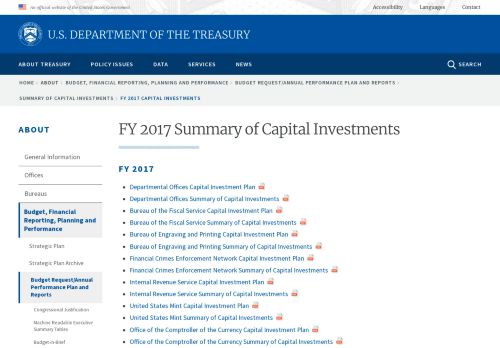 An official website of the United States Government
Accessibility Languages Contact
U.S. DEPARTMENT OF THE TREASURY
ABOUT TREASURY POLICY ISSUES DATA SERVICES NEWS SEARCH
HOME › ABOUT › BUDGET, FINANCIAL REPORTING, PLANNING AND PERFORMANCE › BUDGET REQUEST/ANNUAL PERFORMANCE PLAN AND REPORTS ›
SUMMARY OF CAPITAL INVESTMENTS › FY 2017 CAPITAL INVESTMENTS
ABOUT
General Information
Offices
Bureaus
Budget, Financial
Reporting, Planning and
Performance
Strategic Plan
Strategic Plan Archive
Budget Request/Annual
Performance Plan and
Reports
Congressional Justification
Machine Readable Executive
Summary Tables
Budget-in-Brief
FY 2017 Summary of Capital Investments
FY 2017
Departmental Offices Capital Investment Plan
Departmental Offices Summary of Capital Investments
Bureau of the Fiscal Service Capital Investment Plan
Bureau of the Fiscal Service Summary of Capital Investments
Bureau of Engraving and Printing Capital Investment Plan
Bureau of Engraving and Printing Summary of Capital Investments
Financial Crimes Enforcement Network Capital Investment Plan
Financial Crimes Enforcement Network Summary of Capital Investments
Internal Revenue Service Capital Investment Plan
Internal Revenue Service Summary of Capital Investments
United States Mint Capital Investment Plan
United States Mint Summary of Capital Investments
Office of the Comptroller of the Currency Capital Investment Plan
Office of the Comptroller of the Currency Summary of Capital Investments